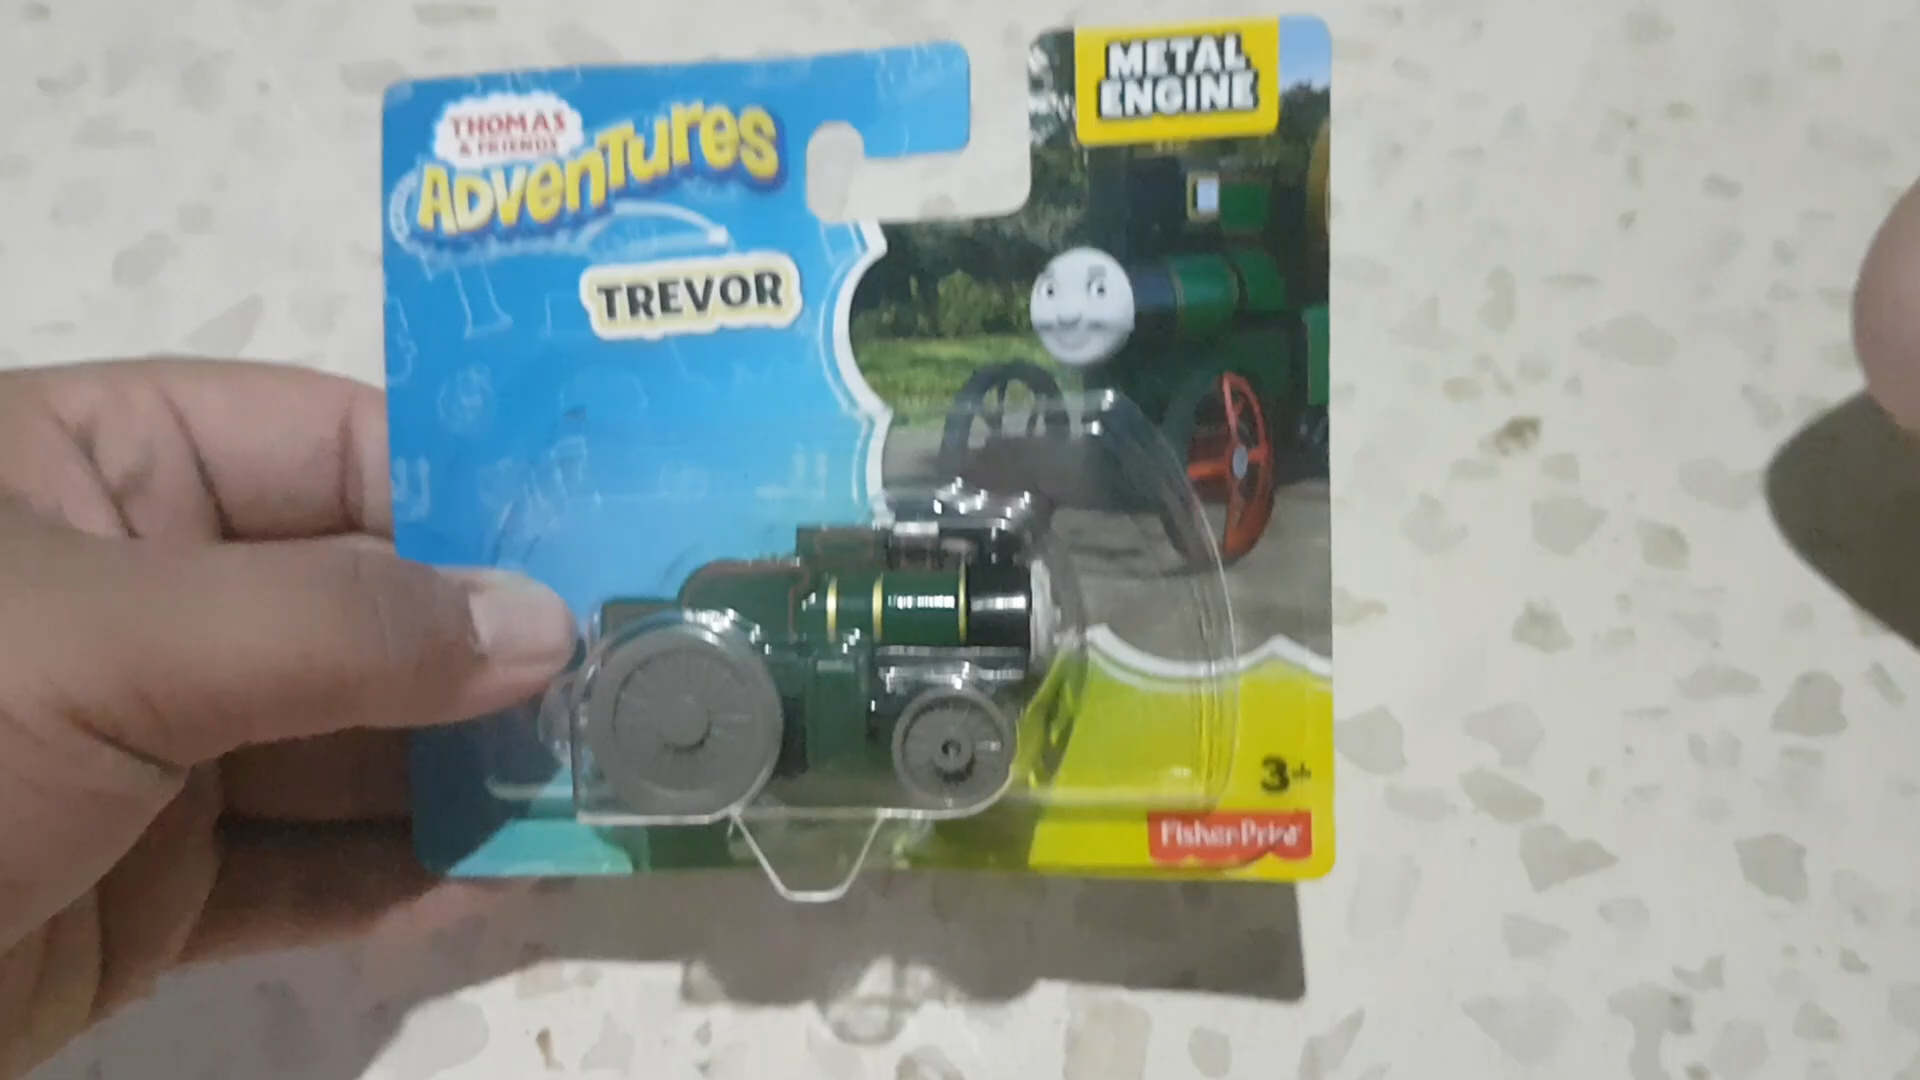 THOMAS
& FRIENDS
ADVENTURES
TREVOR
METAL
ENGINE
3+
Fisher-Price